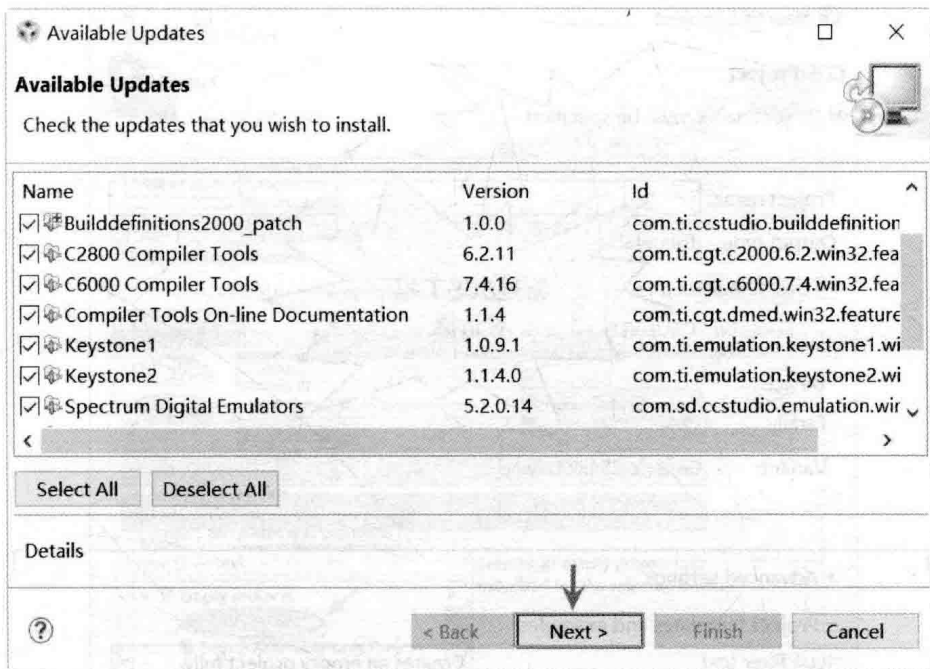 Available Updates
Available Updates
Check the updates that you wish to install.
Name Version Id
Builddefinitions2000_patch 1.0.0 com.ti.ccstudio.builddefinition
C2800 Compiler Tools 6.2.11 com.ti.cgt.c2000.6.2.win32.fea
C6000 Compiler Tools 7.4.16 com.ti.cgt.c6000.7.4.win32.fea
Compiler Tools On-line Documentation 1.1.4 com.ti.cgt.dmed.win32.feature
Keystone1 1.0.9.1 com.ti.emulation.keystone1.wi
Keystone2 1.1.4.0 com.ti.emulation.keystone2.wi
Spectrum Digital Emulators 5.2.0.14 com.sd.ccstudio.emulation.wir
Select All Deselect All
Details
< Back Next > Finish Cancel